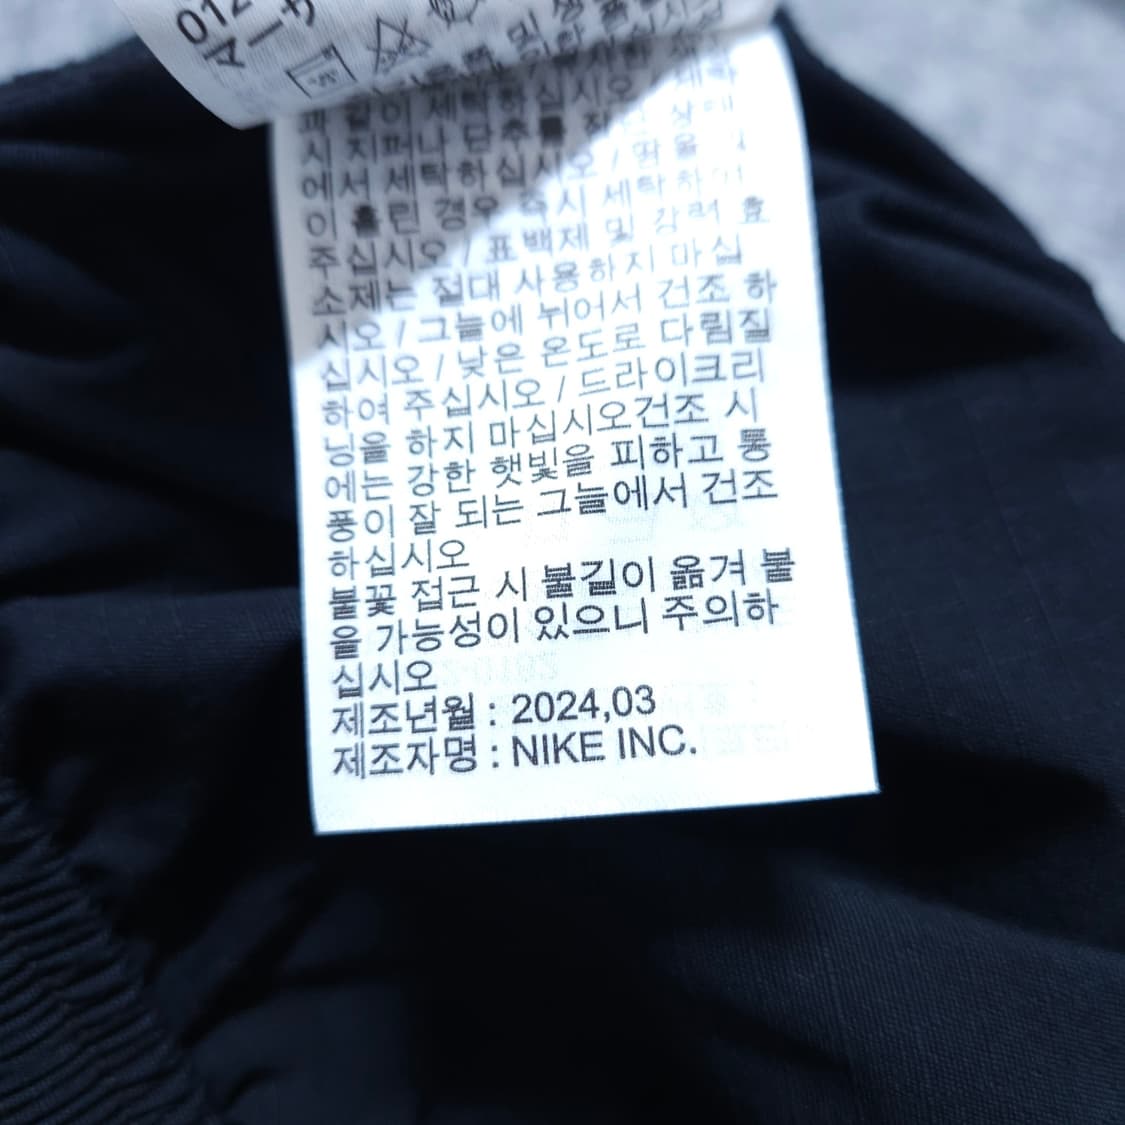 012
과 같이 세탁하십시오 / 세탁
시 지퍼나 단추를 잠근 상태
에서 세탁하십시오 / 땀을
이 흘린 경우 즉시 세탁하여
주십시오 / 표백제 및 강력 효
소제는 절대 사용하지 마십
시오 / 그늘에 뉘어서 건조 하
십시오 / 낮은 온도로 다림질
하여 주십시오 / 드라이크리
닝을 하지 마십시오건조 시
에는 강한 햇빛을 피하고 통
풍이 잘 되는 그늘에서 건조
하십시오
불꽃 접근 시 불길이 옮겨 붙
을 가능성이 있으니 주의하
십시오
제조년월 : 2024,03
제조자명 : NIKE INC.